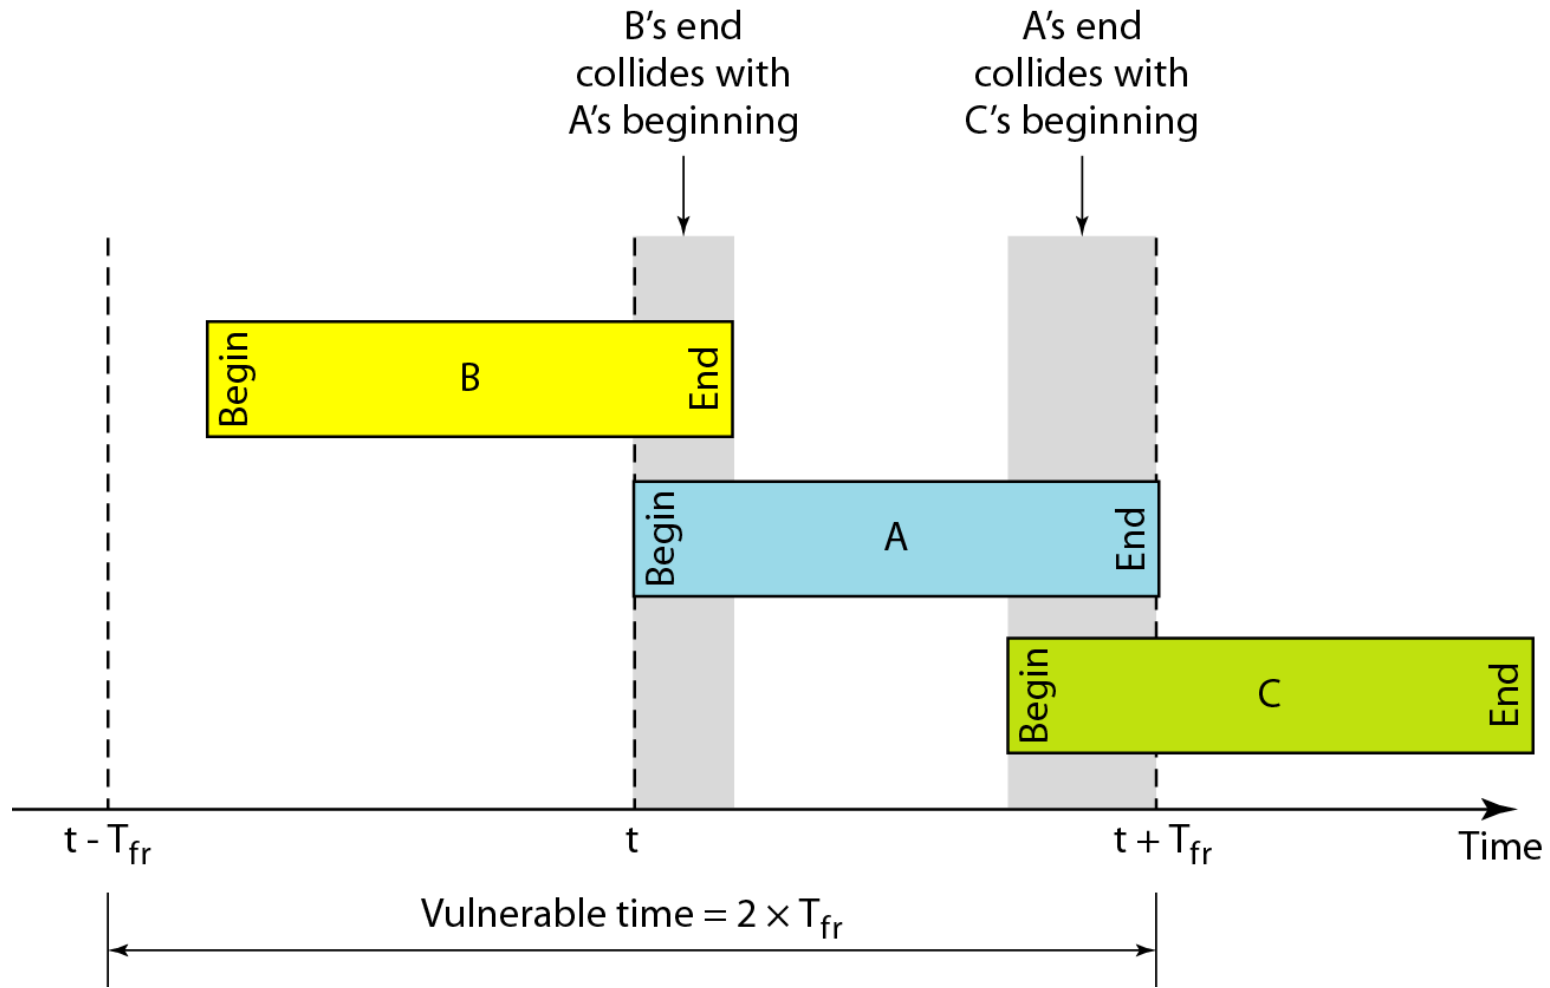 B’s end
collides with
A’s beginning
A’s end
collides with
C’s beginning
Begin
B
End
Begin
A
End
Begin
C
End
t - Tfr
t
t + Tfr
Time
Vulnerable time = 2 × Tfr